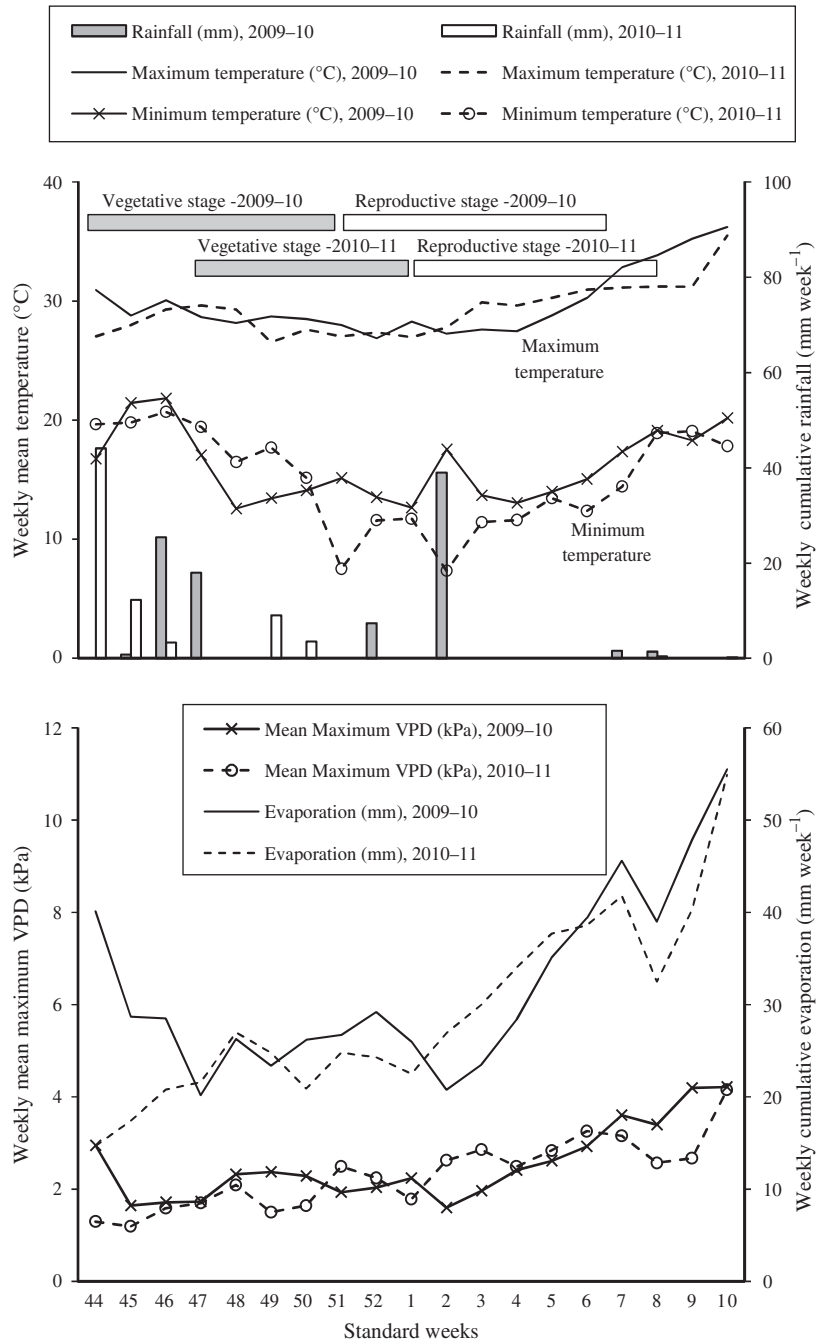 Rainfall (mm), 2009–10
Rainfall (mm), 2010–11
Maximum temperature (°C), 2009–10
Maximum temperature (°C), 2010–11
Minimum temperature (°C), 2009–10
Minimum temperature (°C), 2010–11
Weekly mean temperature (°C)
40
30
20
10
0
Vegetative stage -2009–10
Reproductive stage -2009–10
Vegetative stage -2010–11
Reproductive stage -2010–11
Maximum
temperature
Minimum
temperature
100
80
60
40
20
0
Weekly cumulative rainfall (mm week⁻¹)
Weekly mean maximum VPD (kPa)
12
10
8
6
4
2
0
Mean Maximum VPD (kPa), 2009–10
Mean Maximum VPD (kPa), 2010–11
Evaporation (mm), 2009–10
Evaporation (mm), 2010–11
60
50
40
30
20
10
0
Weekly cumulative evaporation (mm week⁻¹)
44 45 46 47 48 49 50 51 52 1 2 3 4 5 6 7 8 9 10
Standard weeks